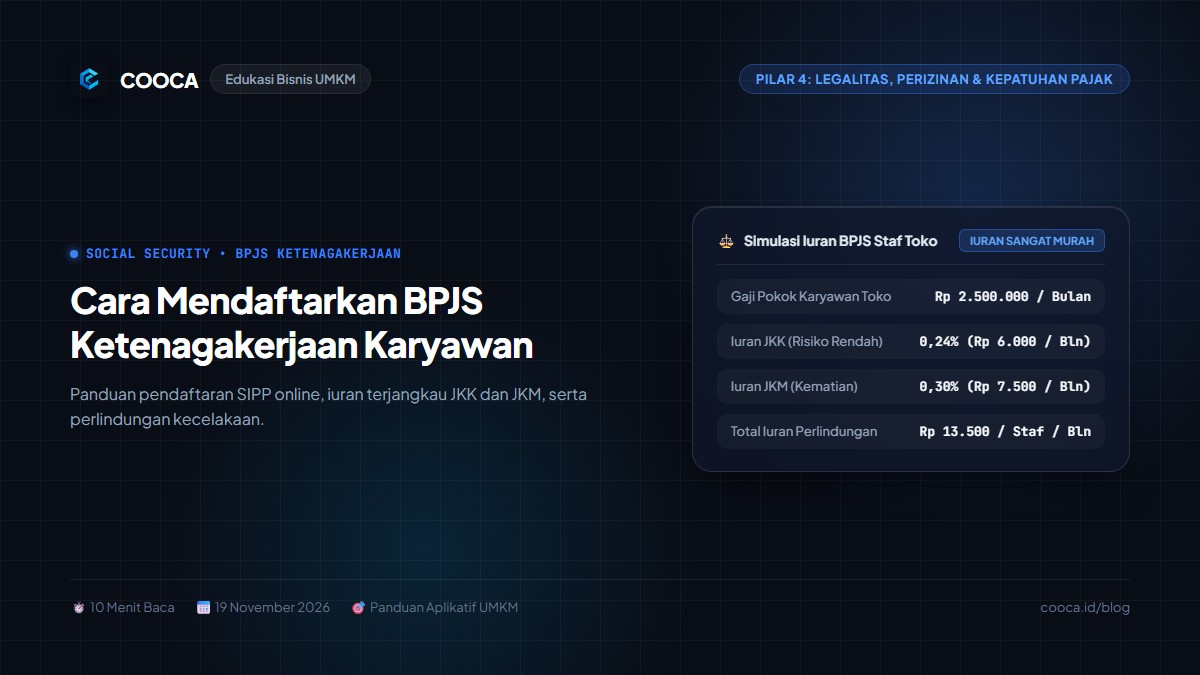 COOCA
Edukasi Bisnis UMKM
PILAR 4: LEGALITAS, PERIZINAN & KEPATUHAN PAJAK
SOCIAL SECURITY • BPJS KETENAGAKERJAAN
Cara Mendaftarkan BPJS
Ketenagakerjaan Karyawan
Panduan pendaftaran SIPP online, iuran terjangkau JKK dan JKM, serta
perlindungan kecelakaan.
Simulasi Iuran BPJS Staf Toko
IURAN SANGAT MURAH
Gaji Pokok Karyawan Toko
Rp 2.500.000 / Bulan
Iuran JKK (Risiko Rendah)
0,24% (Rp 6.000 / Bln)
Iuran JKM (Kematian)
0,30% (Rp 7.500 / Bln)
Total Iuran Perlindungan
Rp 13.500 / Staf / Bln
10 Menit Baca
19 November 2026
Panduan Aplikatif UMKM
cooca.id/blog